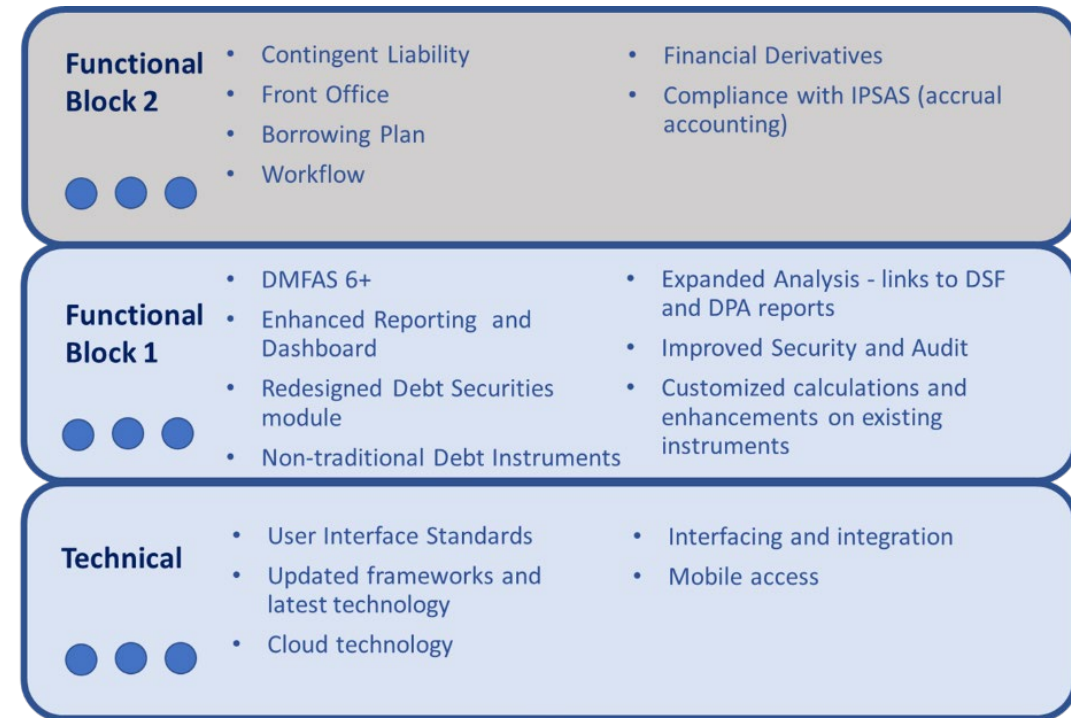 Functional
Block 2
• Contingent Liability
• Front Office
• Borrowing Plan
• Workflow
• Financial Derivatives
• Compliance with IPSAS (accrual
accounting)
Functional
Block 1
• DMFAS 6+
• Enhanced Reporting and
Dashboard
• Redesigned Debt Securities
module
• Non-traditional Debt Instruments
• Expanded Analysis - links to DSF
and DPA reports
• Improved Security and Audit
• Customized calculations and
enhancements on existing
instruments
Technical
• User Interface Standards
• Updated frameworks and
latest technology
• Cloud technology
• Interfacing and integration
• Mobile access